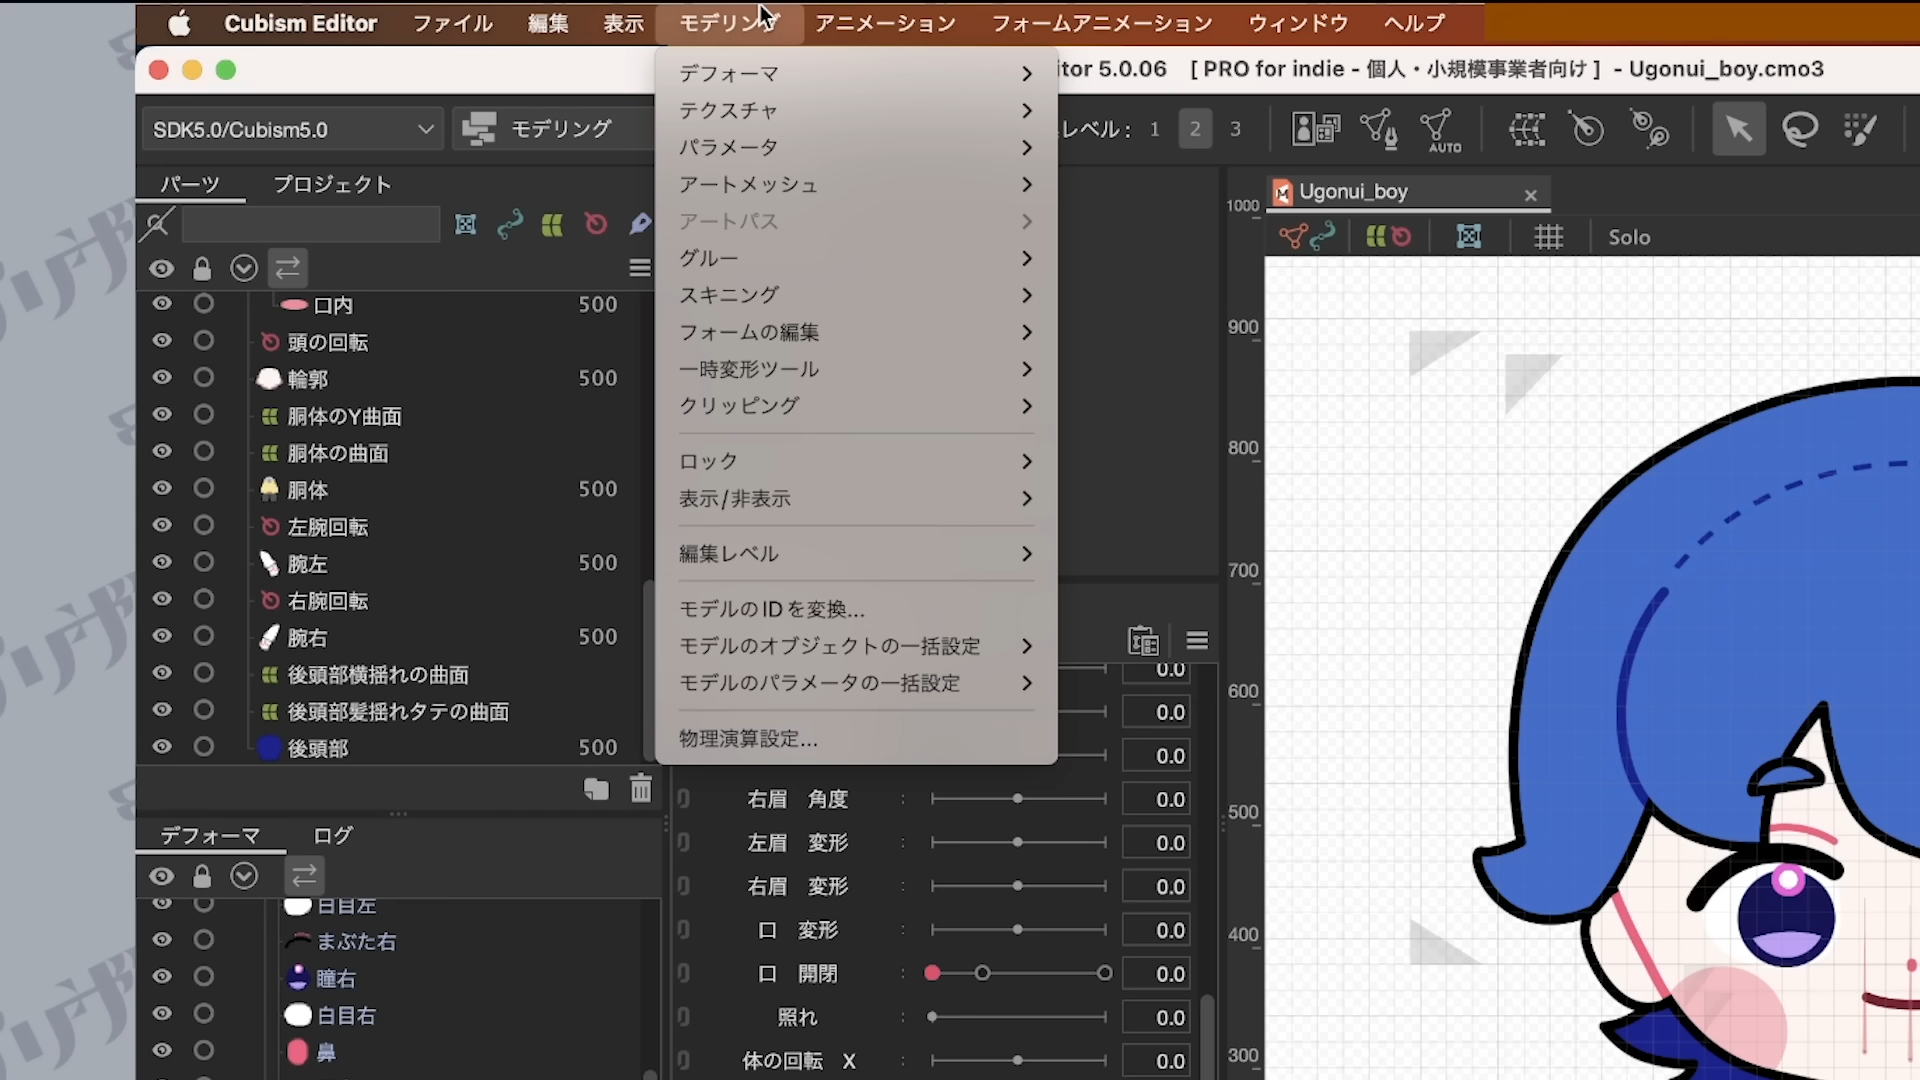 Cubism Editor ファイル 編集 表示 モデリング アニメーション フォームアニメーション ウィンドウ ヘルプ
itor 5.0.06 [ PRO for indie - 個人・小規模事業者向け ] - Ugonui_boy.cmo3
SDK5.0/Cubism5.0 モデリング レベル： 1 2 3 AUTO
パーツ プロジェクト
Ugonui_boy
Solo
口内 500
頭の回転
輪郭 500
胴体のY曲面
胴体の曲面
胴体 500
左腕回転
腕左 500
右腕回転
腕右 500
後頭部横揺れの曲面
後頭部髪揺れタテの曲面
後頭部 500
デフォーマ ログ
白目左
まぶた右
瞳右
白目右
鼻
デフォーマ
テクスチャ
パラメータ
アートメッシュ
アートパス
グルー
スキニング
フォームの編集
一時変形ツール
クリッピング
ロック
表示/非表示
編集レベル
モデルのIDを変換...
モデルのオブジェクトの一括設定
モデルのパラメータの一括設定
物理演算設定...
0.0
0.0
0.0
右眉 角度 : 0.0
左眉 変形 : 0.0
右眉 変形 : 0.0
口 変形 : 0.0
口 開閉 : 0.0
照れ : 0.0
体の回転 X : 0.0
1000
900
800
700
600
500
400
300